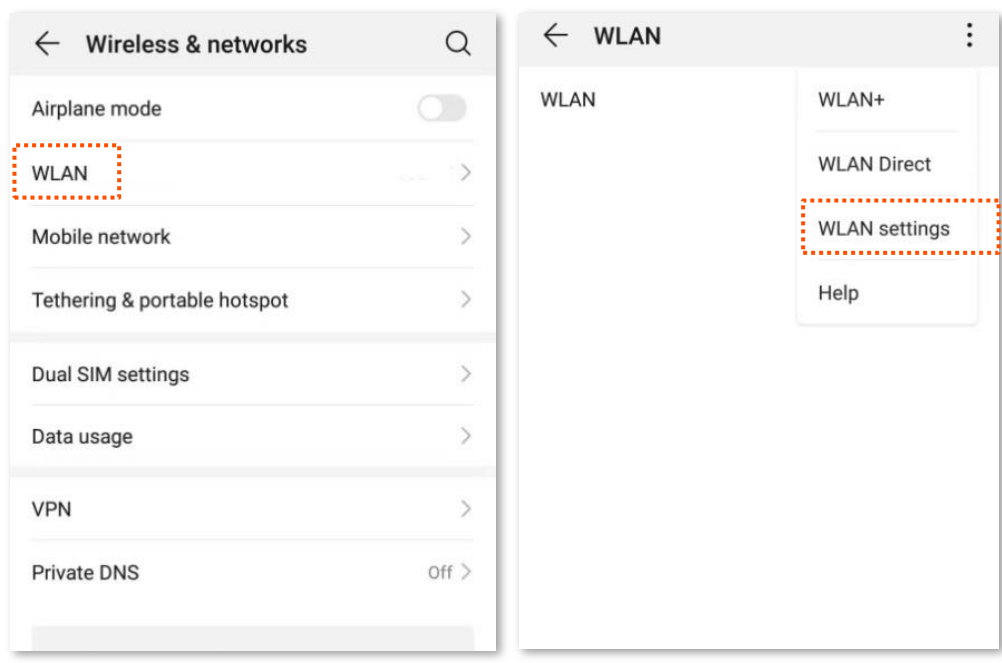 Wireless & networks
Airplane mode
WLAN
Mobile network
Tethering & portable hotspot
Dual SIM settings
Data usage
VPN
Private DNS
Off
WLAN
WLAN
WLAN+
WLAN Direct
WLAN settings
Help